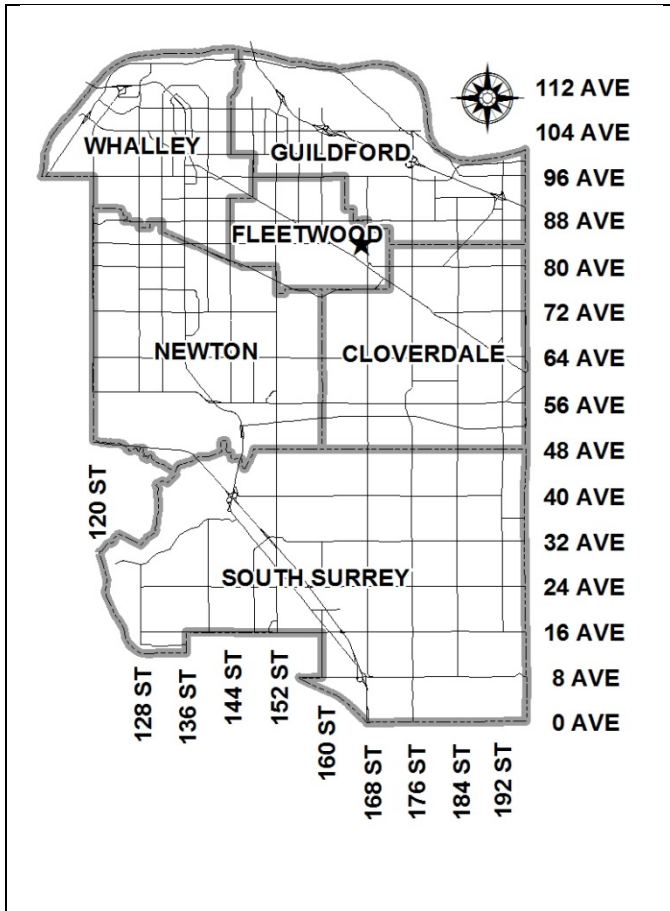 112 AVE
104 AVE
WHALLEY
GUILDFORD
96 AVE
88 AVE
FLEETWOOD
80 AVE
72 AVE
NEWTON
CLOVERDALE
64 AVE
56 AVE
48 AVE
120 ST
40 AVE
32 AVE
SOUTH SURREY
24 AVE
16 AVE
128 ST
136 ST
144 ST
152 ST
160 ST
8 AVE
0 AVE
168 ST
176 ST
184 ST
192 ST